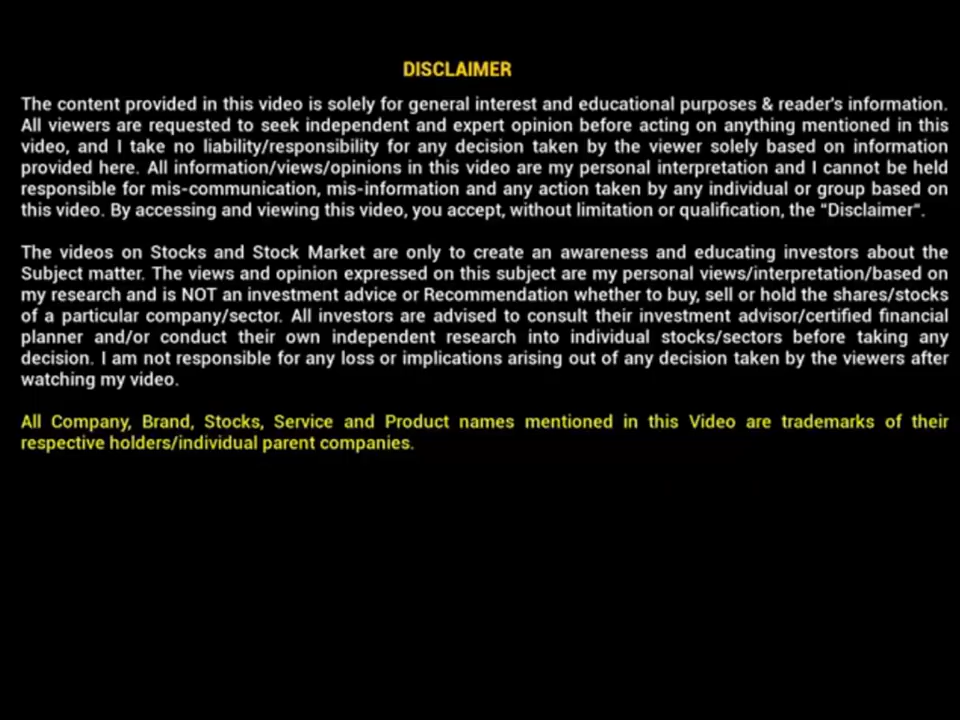 DISCLAIMER
The content provided in this video is solely for general interest and educational purposes & reader's information.
All viewers are requested to seek independent and expert opinion before acting on anything mentioned in this
video, and I take no liability/responsibility for any decision taken by the viewer solely based on information
provided here. All information/views/opinions in this video are my personal interpretation and I cannot be held
responsible for mis-communication, mis-information and any action taken by any individual or group based on
this video. By accessing and viewing this video, you accept, without limitation or qualification, the "Disclaimer".
The videos on Stocks and Stock Market are only to create an awareness and educating investors about the
Subject matter. The views and opinion expressed on this subject are my personal views/interpretation/based on
my research and is NOT an investment advice or Recommendation whether to buy, sell or hold the shares/stocks
of a particular company/sector. All investors are advised to consult their investment advisor/certified financial
planner and/or conduct their own independent research into individual stocks/sectors before taking any
decision. I am not responsible for any loss or implications arising out of any decision taken by the viewers after
watching my video.
All Company, Brand, Stocks, Service and Product names mentioned in this Video are trademarks of their
respective holders/individual parent companies.